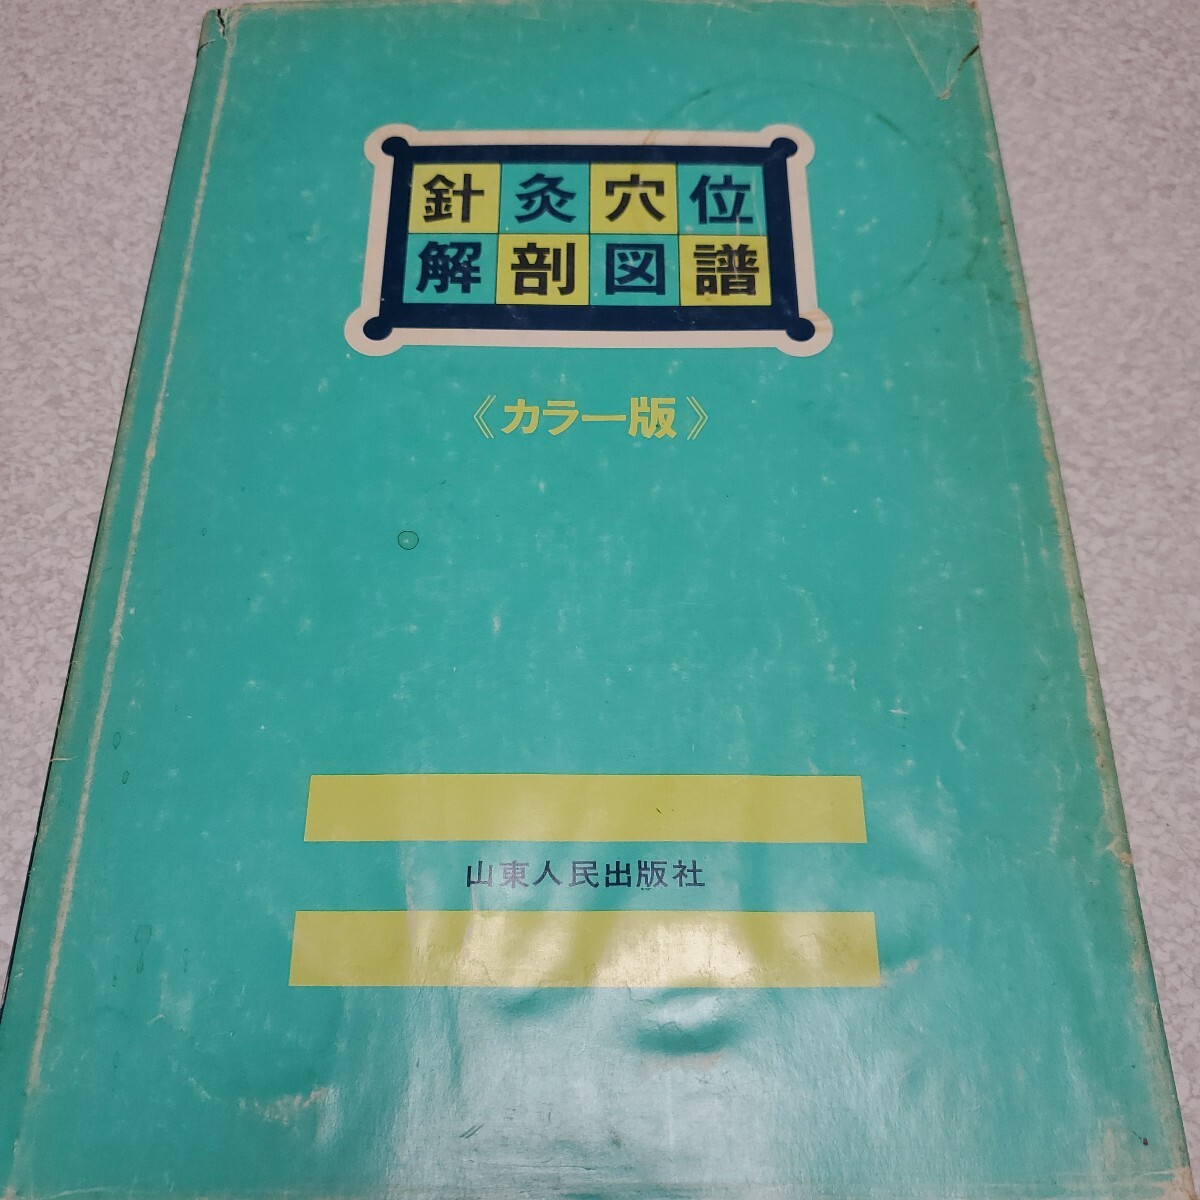 針灸穴位
解剖図譜
《カラー版》
山東人民出版社